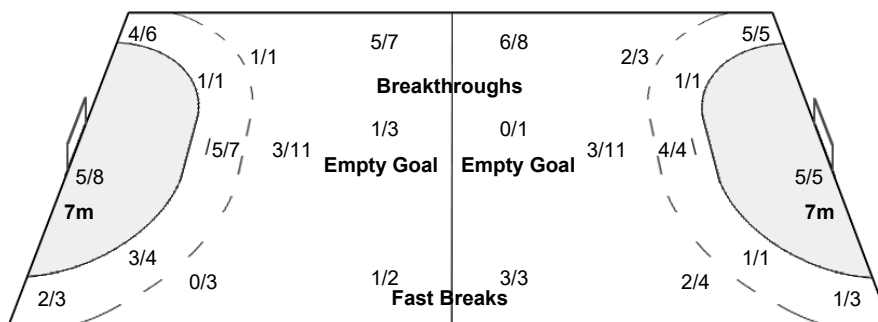 4/6 5/7 6/8 5/5
1/1 2/3
1/1 Breakthroughs 1/1
1/3 0/1
5/7 3/11 3/11 4/4
Empty Goal Empty Goal
5/8 5/5
7m 7m
3/4 1/1
0/3 1/2 3/3 2/4
2/3 Fast Breaks 1/3